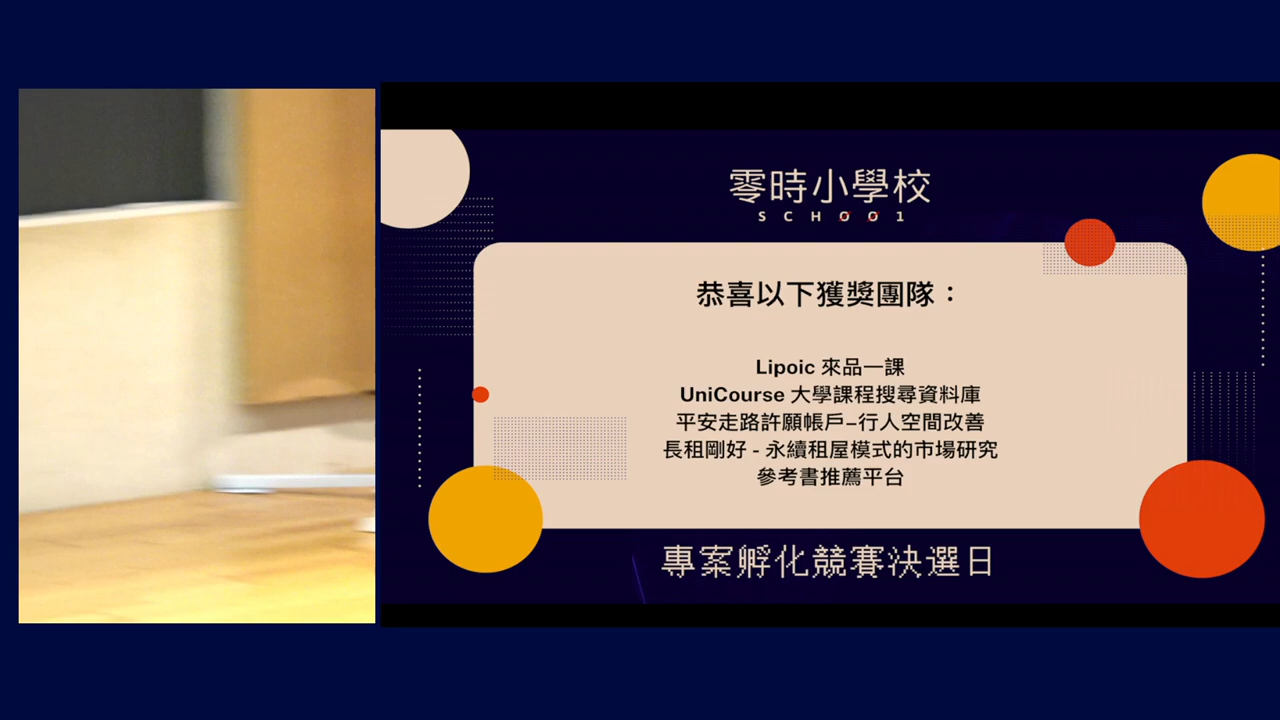 零時小學校
SCHOO1
恭喜以下獲獎團隊：
Lipoic 來品一課
UniCourse 大學課程搜尋資料庫
平安走路許願帳戶–行人空間改善
長租剛好 - 永續租屋模式的市場研究
參考書推薦平台
專案孵化競賽決選日